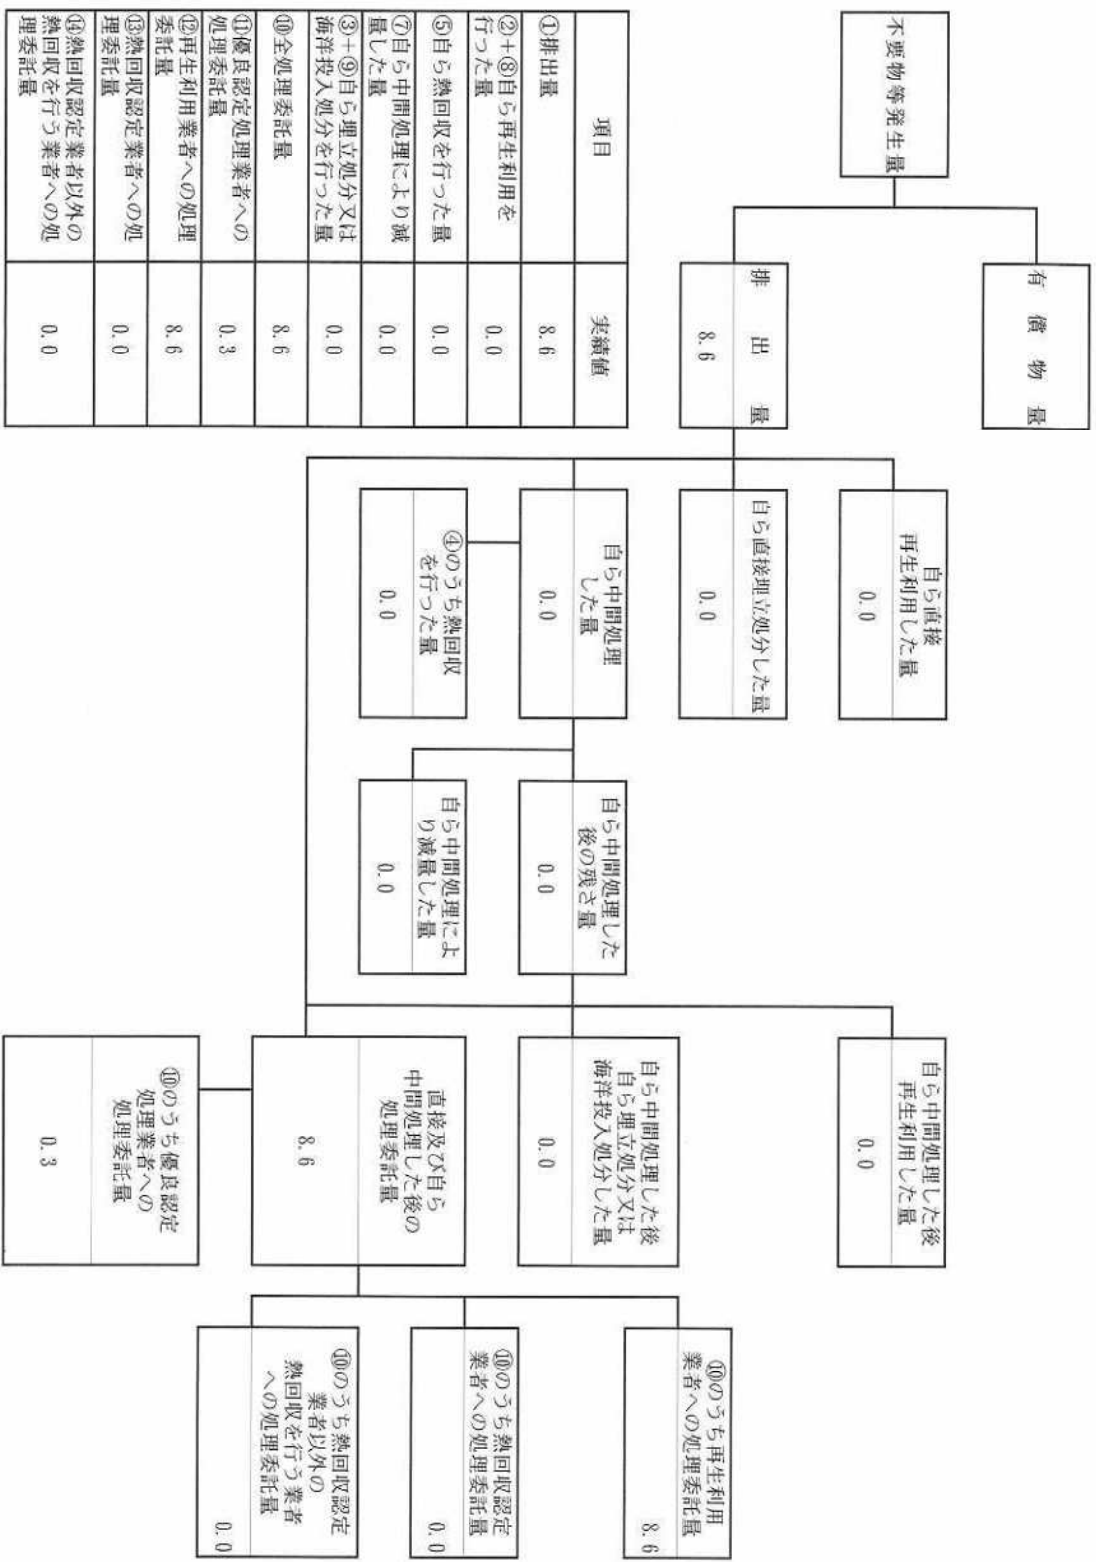 不要物等発生量
有償物量
排出量
8.6
自ら直接
再生利用した量
0.0
自ら直接埋立処分した量
0.0
自ら中間処理
した量
0.0
④のうち熱回収
を行った量
0.0
自ら中間処理した
後の残さ量
0.0
自ら中間処理によ
り減量した量
0.0
自ら中間処理した後
再生利用した量
0.0
自ら中間処理した後
自ら埋立処分又は
海洋投入処分した量
0.0
直接及び自ら
中間処理した後の
処理委託量
8.6
⑩のうち優良認定
処理業者への
処理委託量
0.3
⑩のうち再生利用
業者への処理委託量
8.6
⑩のうち熱回収認定
業者への処理委託量
0.0
⑩のうち熱回収認定
業者以外の
熱回収を行う業者
への処理委託量
0.0
項目 実績値
①排出量 8.6
②+⑧自ら再生利用を
行った量 0.0
⑤自ら熱回収を行った量 0.0
⑦自ら中間処理により減
量した量 0.0
③+⑨自ら埋立処分又は
海洋投入処分を行った量 0.0
⑩全処理委託量 8.6
⑪優良認定処理業者への
処理委託量 0.3
⑫再生利用業者への処理
委託量 8.6
⑬熱回収認定業者への処
理委託量 0.0
⑭熱回収認定業者以外の
熱回収を行う業者への処
理委託量 0.0